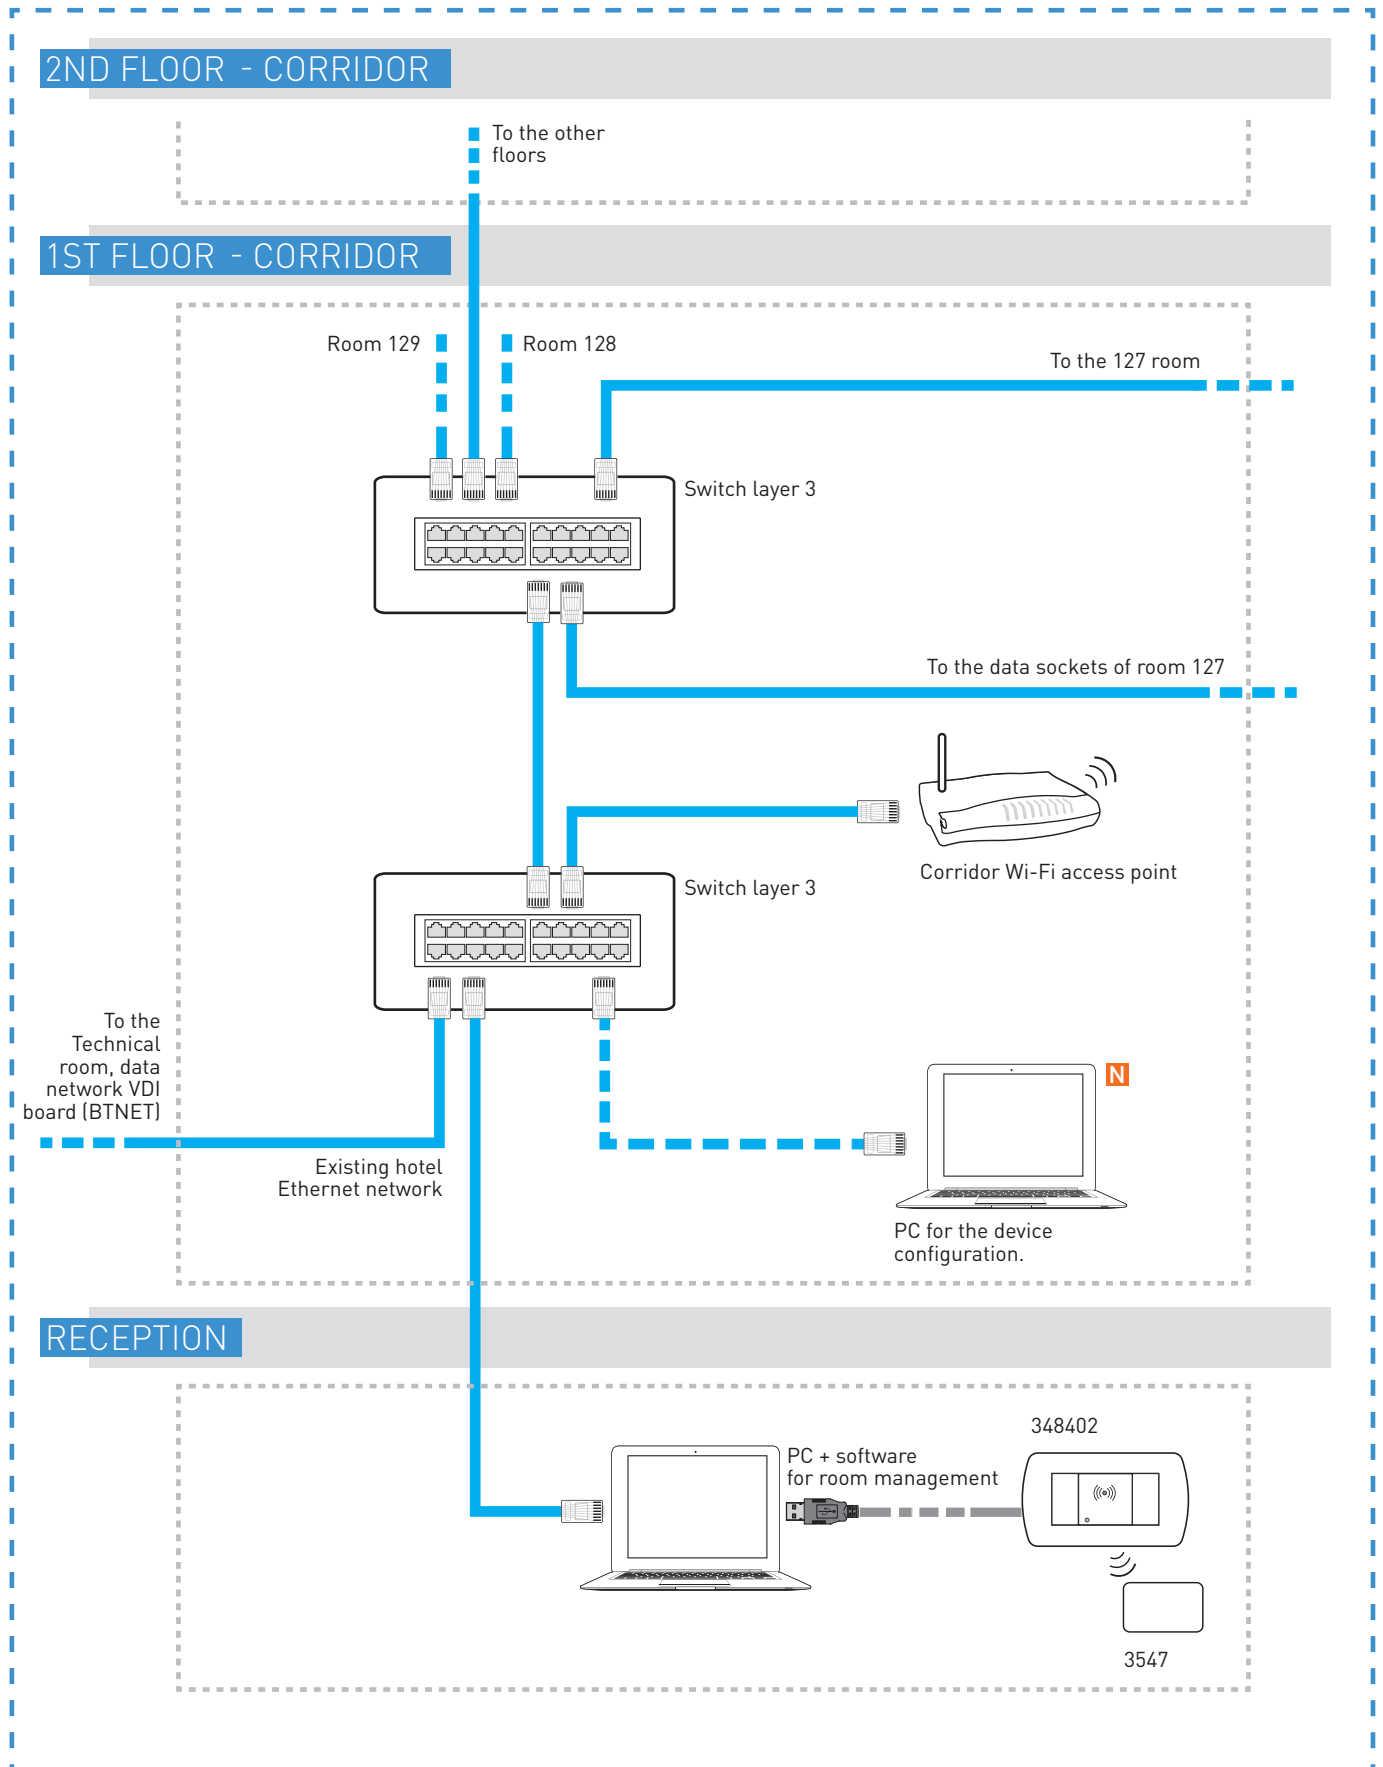 2ND FLOOR - CORRIDOR
To the other
floors
1ST FLOOR - CORRIDOR
Room 129
Room 128
To the 127 room
Switch layer 3
To the data sockets of room 127
Corridor Wi-Fi access point
Switch layer 3
To the
Technical
room, data
network VDI
board (BTNET)
N
Existing hotel
Ethernet network
PC for the device
configuration.
RECEPTION
348402
PC + software
for room management
3547